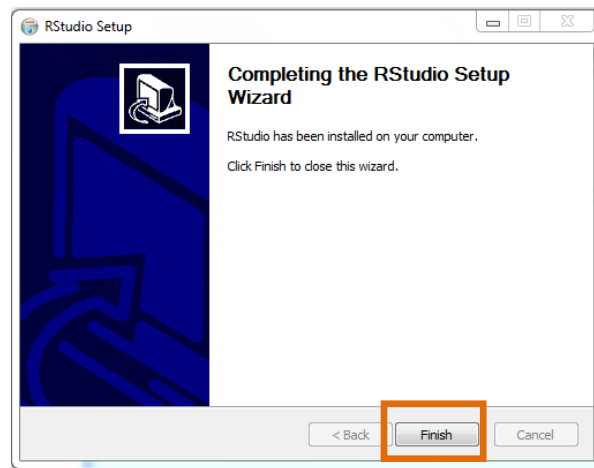 RStudio Setup
Completing the RStudio Setup
Wizard
RStudio has been installed on your computer.
Click Finish to close this wizard.
< Back
Finish
Cancel